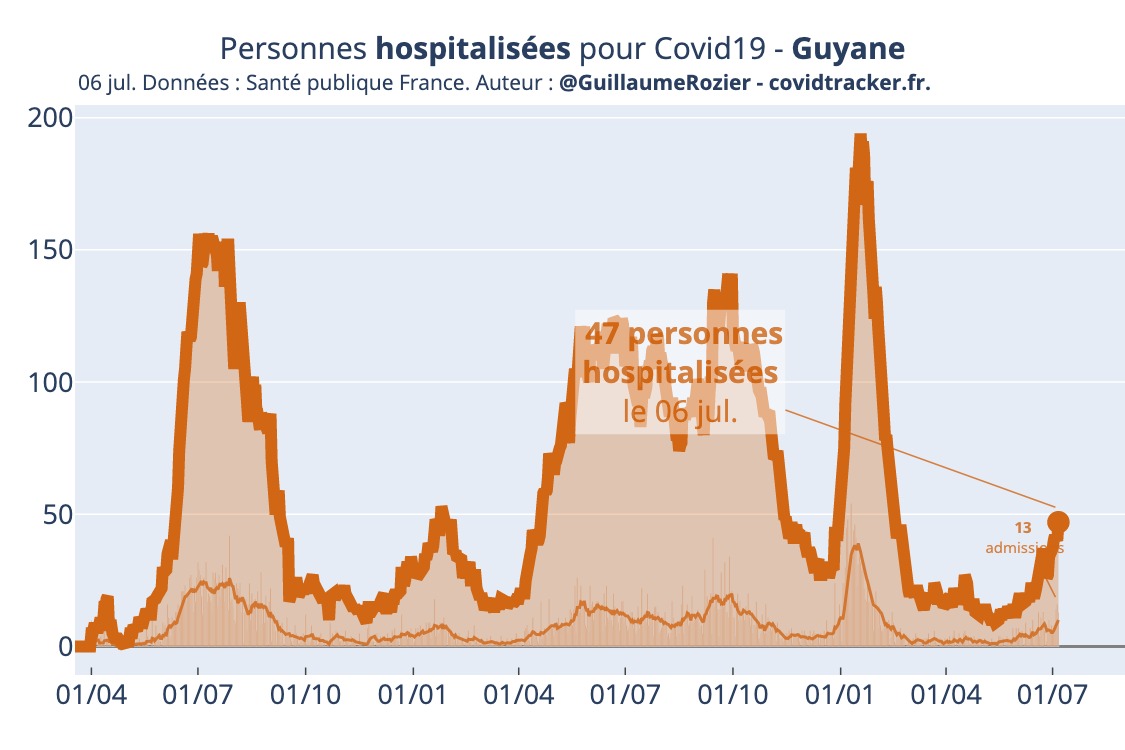 Personnes hospitalisées pour Covid19 - Guyane
06 jul. Données : Santé publique France. Auteur : @GuillaumeRozier - covidtracker.fr.
200
150
100
50
0
47 personnes
hospitalisées
le 06 jul.
13
admissions
01/04 01/07 01/10 01/01 01/04 01/07 01/10 01/01 01/04 01/07